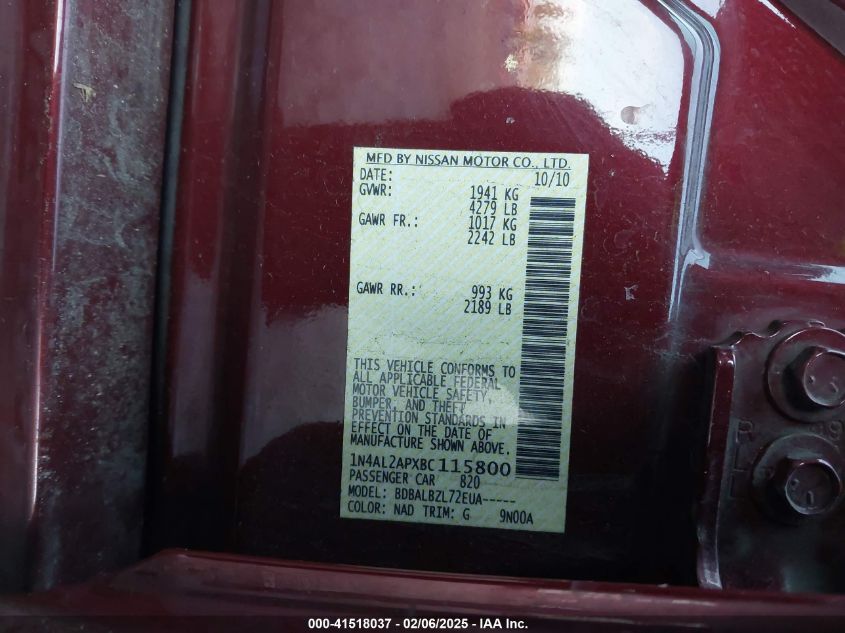 MFD BY NISSAN MOTOR CO., LTD.
DATE: 10/10
GVWR: 1941 KG
4279 LB
GAWR FR.: 1017 KG
2242 LB
GAWR RR.: 993 KG
2189 LB
THIS VEHICLE CONFORMS TO
ALL APPLICABLE FEDERAL
MOTOR VEHICLE SAFETY,
BUMPER, AND THEFT
PREVENTION STANDARDS IN
EFFECT ON THE DATE OF
MANUFACTURE SHOWN ABOVE.
1N4AL2APXBC115800
PASSENGER CAR 820
MODEL: BDBALBZL72EUA-----
COLOR: NAD TRIM: G 9N00A
000-41518037 - 02/06/2025 - IAA Inc.